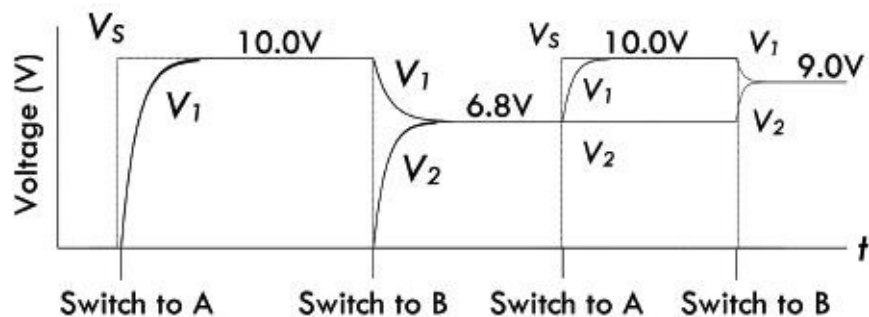 Voltage (V)
VS
10.0V
V1
V1
6.8V
V2
VS
10.0V
V1
V2
V1
9.0V
V2
t
Switch to A
Switch to B
Switch to A
Switch to B